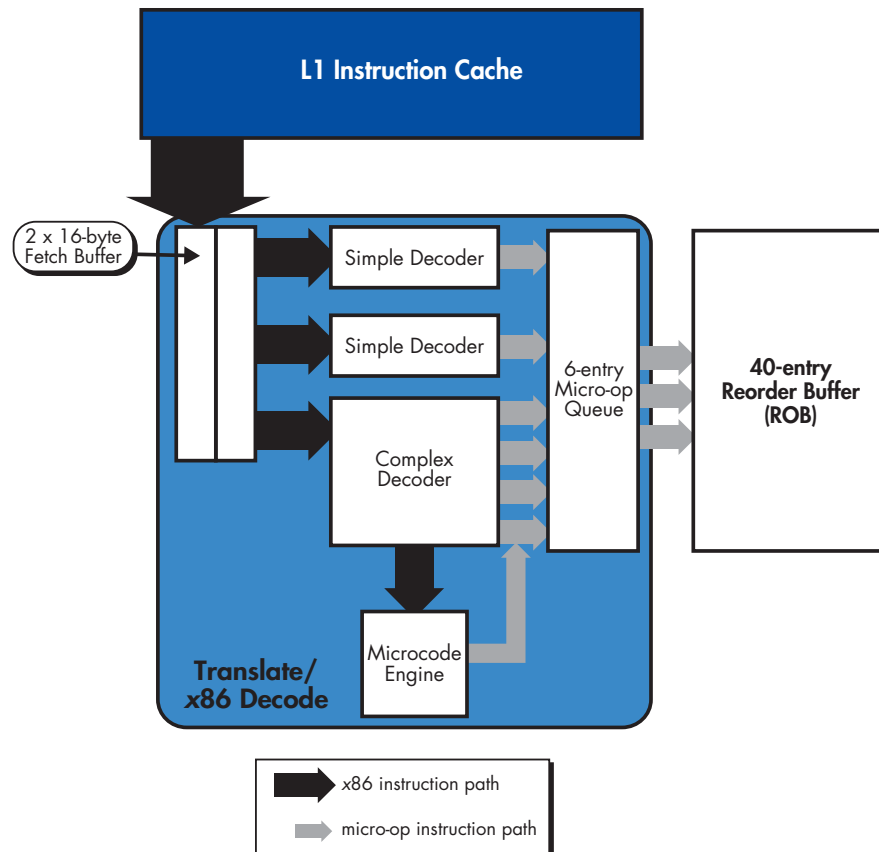 L1 Instruction Cache
2 x 16-byte
Fetch Buffer
Simple Decoder
Simple Decoder
Complex
Decoder
6-entry
Micro-op
Queue
40-entry
Reorder Buffer
(ROB)
Microcode
Engine
Translate/
x86 Decode
x86 instruction path
micro-op instruction path